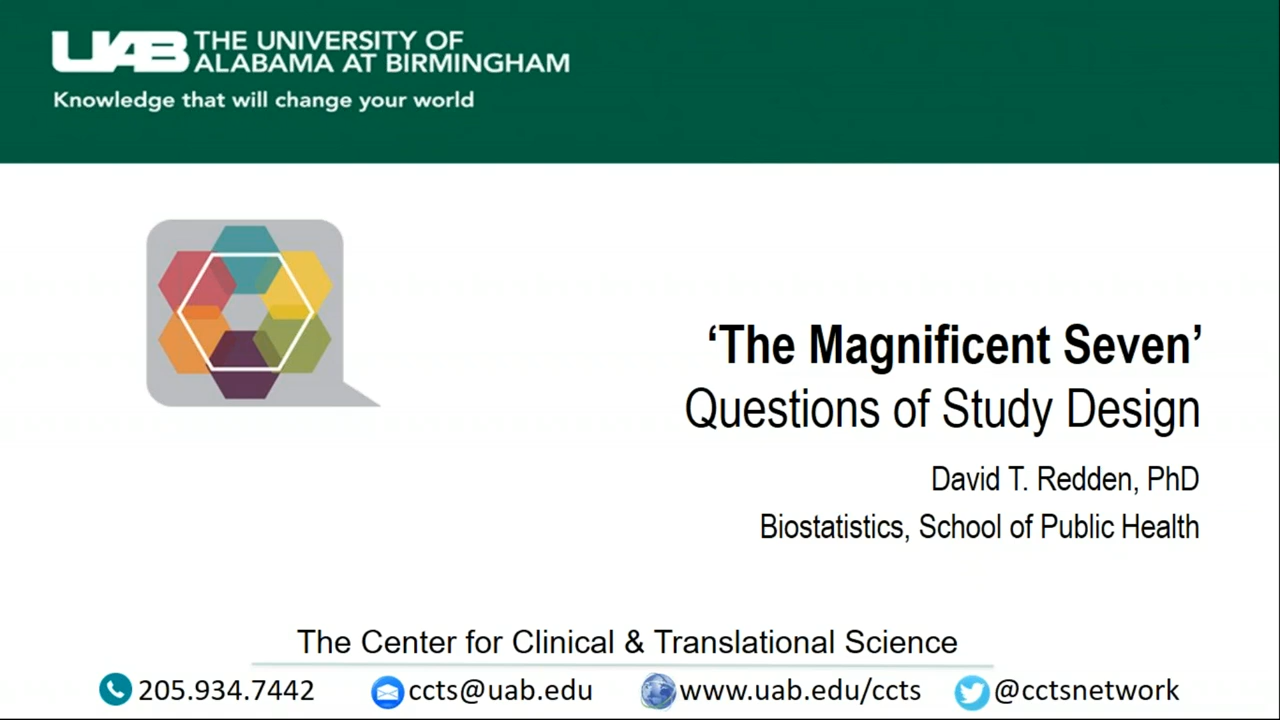 UAB THE UNIVERSITY OF
ALABAMA AT BIRMINGHAM
Knowledge that will change your world
‘The Magnificent Seven’
Questions of Study Design
David T. Redden, PhD
Biostatistics, School of Public Health
The Center for Clinical & Translational Science
205.934.7442 ccts@uab.edu www.uab.edu/ccts @cctsnetwork